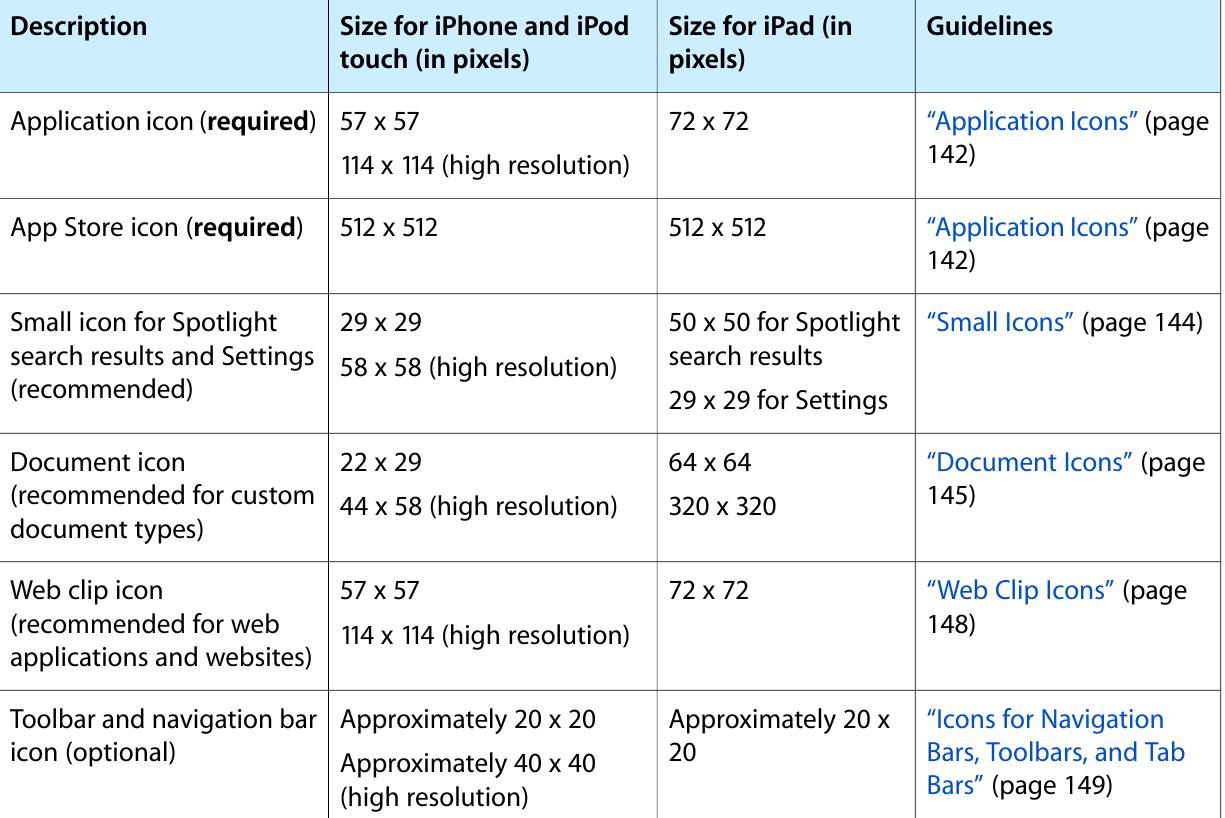 Description
Size for iPhone and iPod
touch (in pixels)
Size for iPad (in
pixels)
Guidelines
Application icon (required)
57 x 57
114 x 114 (high resolution)
72 x 72
“Application Icons” (page
142)
App Store icon (required)
512 x 512
512 x 512
“Application Icons” (page
142)
Small icon for Spotlight
search results and Settings
(recommended)
29 x 29
58 x 58 (high resolution)
50 x 50 for Spotlight
search results
29 x 29 for Settings
“Small Icons” (page 144)
Document icon
(recommended for custom
document types)
22 x 29
44 x 58 (high resolution)
64 x 64
320 x 320
“Document Icons” (page
145)
Web clip icon
(recommended for web
applications and websites)
57 x 57
114 x 114 (high resolution)
72 x 72
“Web Clip Icons” (page
148)
Toolbar and navigation bar
icon (optional)
Approximately 20 x 20
Approximately 40 x 40
(high resolution)
Approximately 20 x
20
“Icons for Navigation
Bars, Toolbars, and Tab
Bars” (page 149)